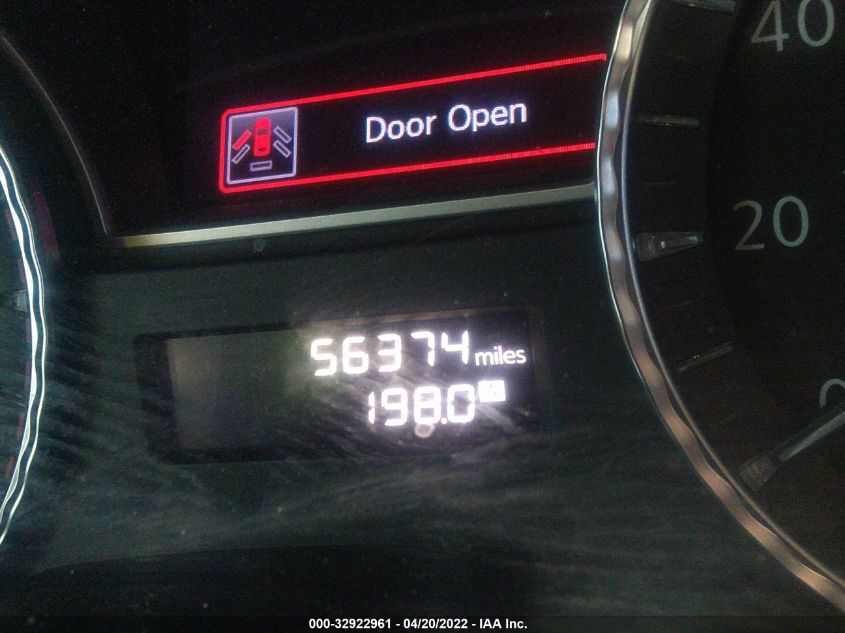 40
Door Open
20
56374 miles
198.0
000-32922961 - 04/20/2022 - IAA Inc.